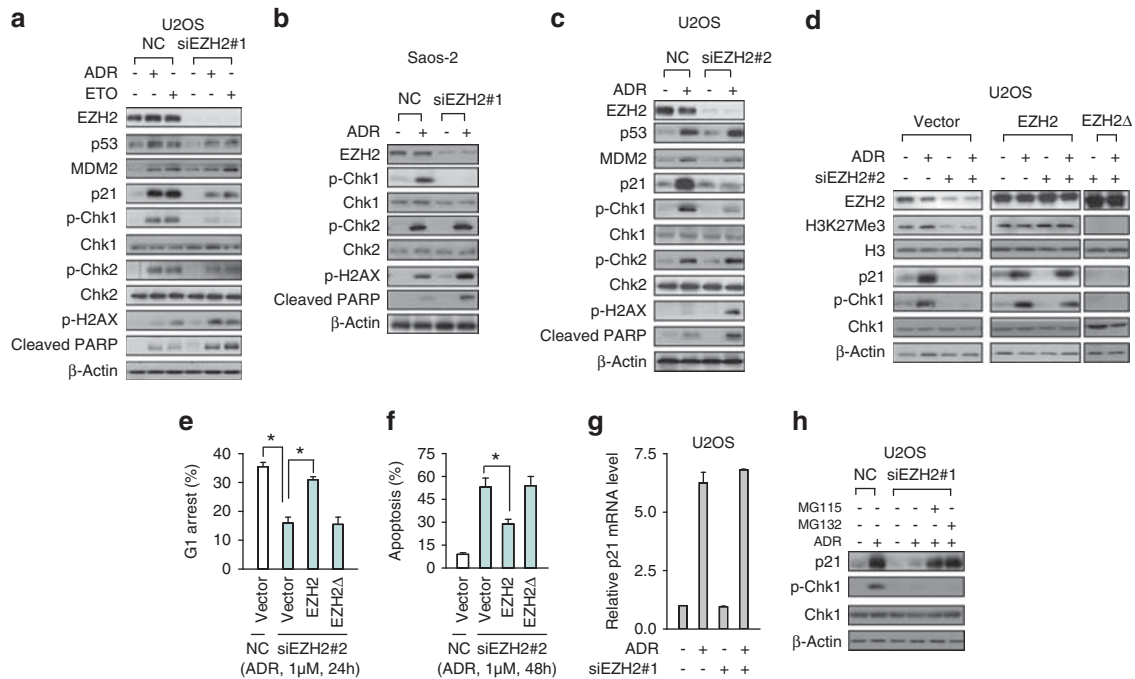 a
U2OS
NC siEZH2#1
ADR - + - - + -
ETO - - + - - +
EZH2
p53
MDM2
p21
p-Chk1
Chk1
p-Chk2
Chk2
p-H2AX
Cleaved PARP
β-Actin
b
Saos-2
NC siEZH2#1
ADR - + - +
EZH2
p-Chk1
Chk1
p-Chk2
Chk2
p-H2AX
Cleaved PARP
β-Actin
c
U2OS
NC siEZH2#2
ADR - + - +
EZH2
p53
MDM2
p21
p-Chk1
Chk1
p-Chk2
Chk2
p-H2AX
Cleaved PARP
β-Actin
d
U2OS
Vector EZH2 EZH2Δ
ADR - + - + - + - + - +
siEZH2#2 - - + + - - + + + +
EZH2
H3K27Me3
H3
p21
p-Chk1
Chk1
β-Actin
e
G1 arrest (%)
40
30
20
10
0
* *
Vector Vector EZH2 EZH2Δ
NC siEZH2#2
(ADR, 1µM, 24h)
f
Apoptosis (%)
75
60
45
30
15
0
*
Vector Vector EZH2 EZH2Δ
NC siEZH2#2
(ADR, 1µM, 48h)
g
U2OS
Relative p21 mRNA level
7.5
5.0
2.5
0.0
ADR - + - +
siEZH2#1 - - + +
h
U2OS
NC siEZH2#1
MG115 - - - - + -
MG132 - - - - - +
ADR - + - + + +
p21
p-Chk1
Chk1
β-Actin